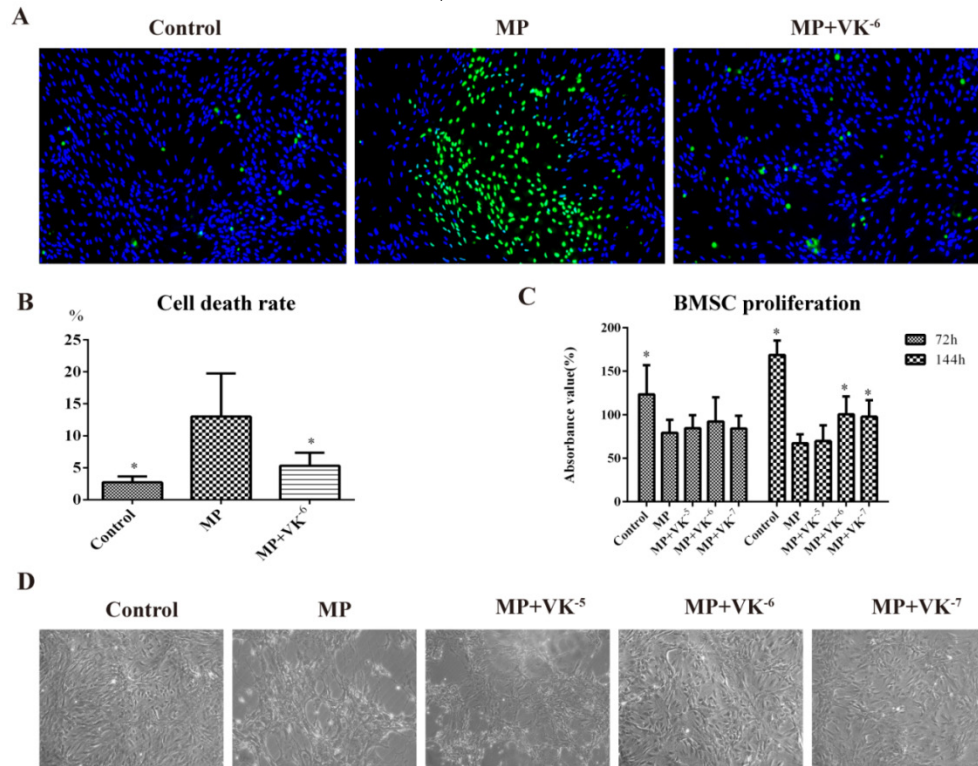 A
Control
MP
MP+VK⁻⁶
B
Cell death rate
%
25
20
15
10
5
0
*
*
Control
MP
MP+VK⁻⁶
C
BMSC proliferation
Absorbance value(%)
200
150
100
50
0
*
*
*
*
72h
144h
Control
MP
MP+VK⁻⁵
MP+VK⁻⁶
MP+VK⁻⁷
Control
MP
MP+VK⁻⁵
MP+VK⁻⁶
MP+VK⁻⁷
D
Control
MP
MP+VK⁻⁵
MP+VK⁻⁶
MP+VK⁻⁷